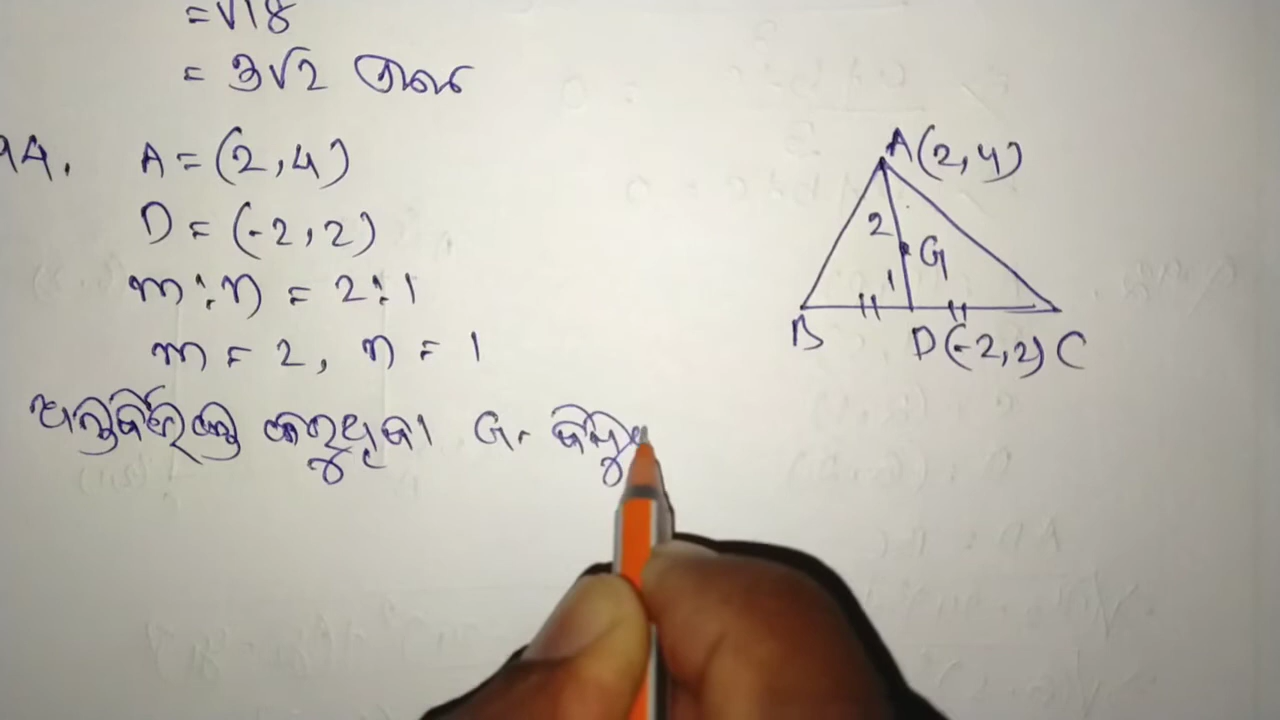 =√18
= 3√2 ଏକକ
14. A = (2,4)
D = (-2,2)
m:n = 2:1
m = 2, n = 1
ଅନ୍ତର୍ବିଭକ୍ତ କରୁଥିବା G ବିନ୍ଦୁ
A(2,4)
2
G
1
B
D(-2,2) C